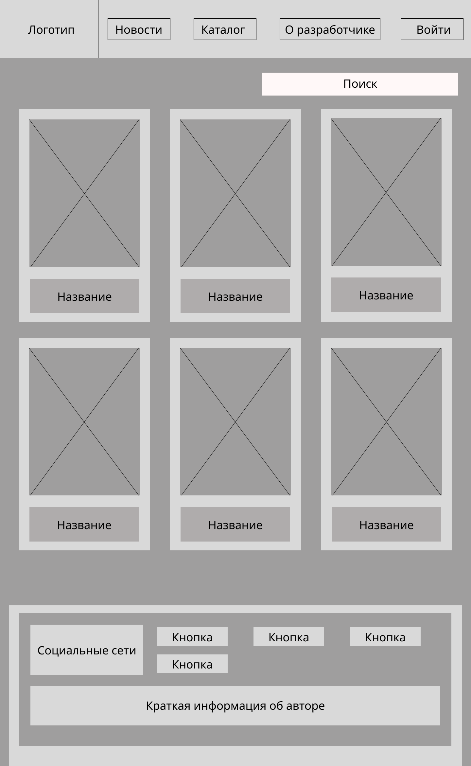 Логотип
Новости
Каталог
О разработчике
Войти
Поиск
Название
Название
Название
Название
Название
Название
Социальные сети
Кнопка
Кнопка
Кнопка
Кнопка
Краткая информация об авторе